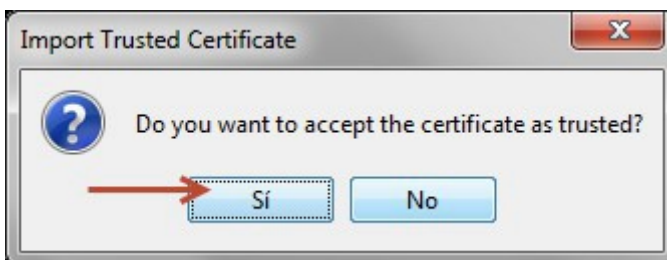 Import Trusted Certificate
Do you want to accept the certificate as trusted?
Sí No